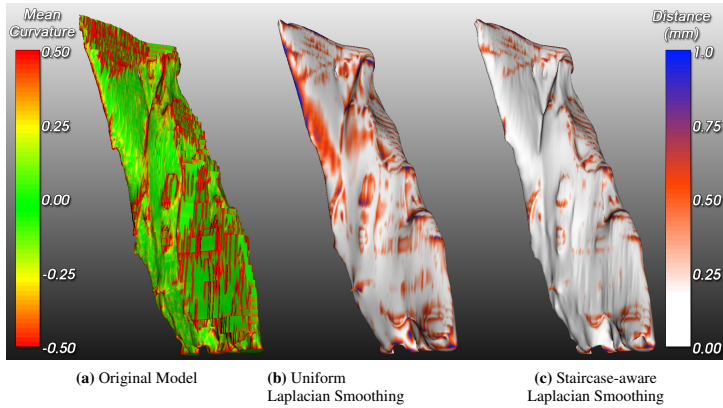 Mean
Curvature
0.50
0.25
0.00
-0.25
-0.50
Distance
(mm)
1.0
0.75
0.50
0.25
0.00
(a) Original Model
(b) Uniform
Laplacian Smoothing
(c) Staircase-aware
Laplacian Smoothing